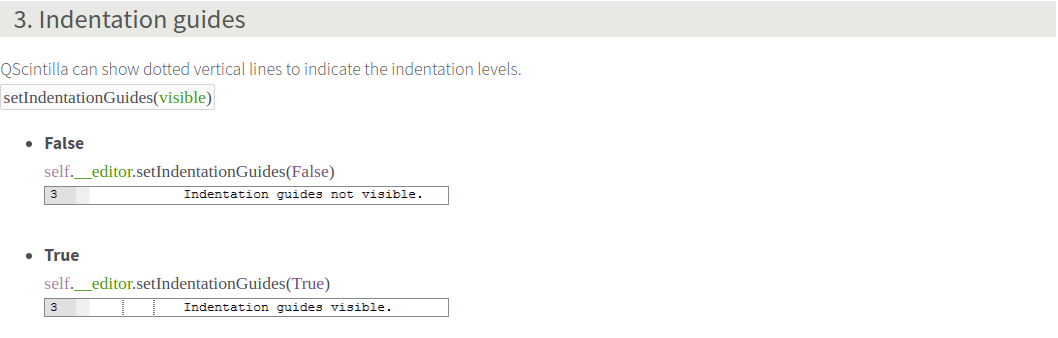 3. Indentation guides
QScintilla can show dotted vertical lines to indicate the indentation levels.
setIndentationGuides(visible)
• False
self.__editor.setIndentationGuides(False)
3 Indentation guides not visible.
• True
self.__editor.setIndentationGuides(True)
3 Indentation guides visible.